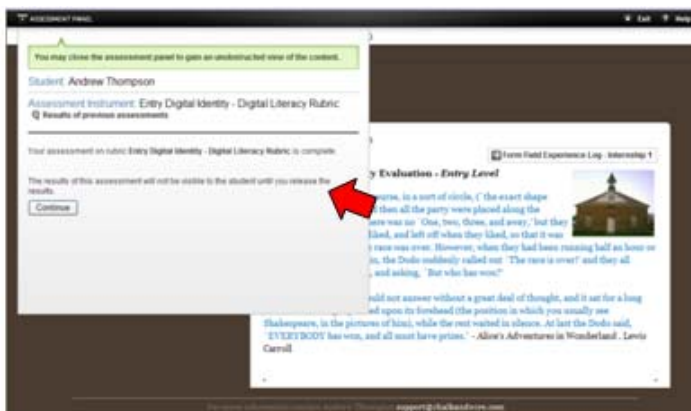 ASSESSMENT PANEL
Exit ? Help
You may close the assessment panel to gain an unobstructed view of the content.
Student: Andrew Thompson
Assessment Instrument: Entry Digital Identity - Digital Literacy Rubric
Results of previous assessments
Your assessment on rubric Entry Digital Identity - Digital Literacy Rubric is complete.
The results of this assessment will not be visible to the student until you release the
results.
Continue
Form Field Experience Log - Internship 1
y Evaluation - Entry Level
ourse, in a sort of circle, (`the exact shape
then all the party were placed along the
ere was no `One, two, three, and away,' but they
liked, and left off when they liked, so that it was
race was over. However, when they had been running half an hour or
the Dodo suddenly called out `The race is over!' and they all
and asking, `But who has won?'
ould not answer without a great deal of thought, and it sat for a long
upon its forehead (the position in which you usually see
Shakespeare, in the pictures of him), while the rest waited in silence. At last the Dodo said,
`EVERYBODY has won, and all must have prizes.' - Alice's Adventures in Wonderland . Lewis
Carroll
Andrew Thompson support@chalkandwire.com